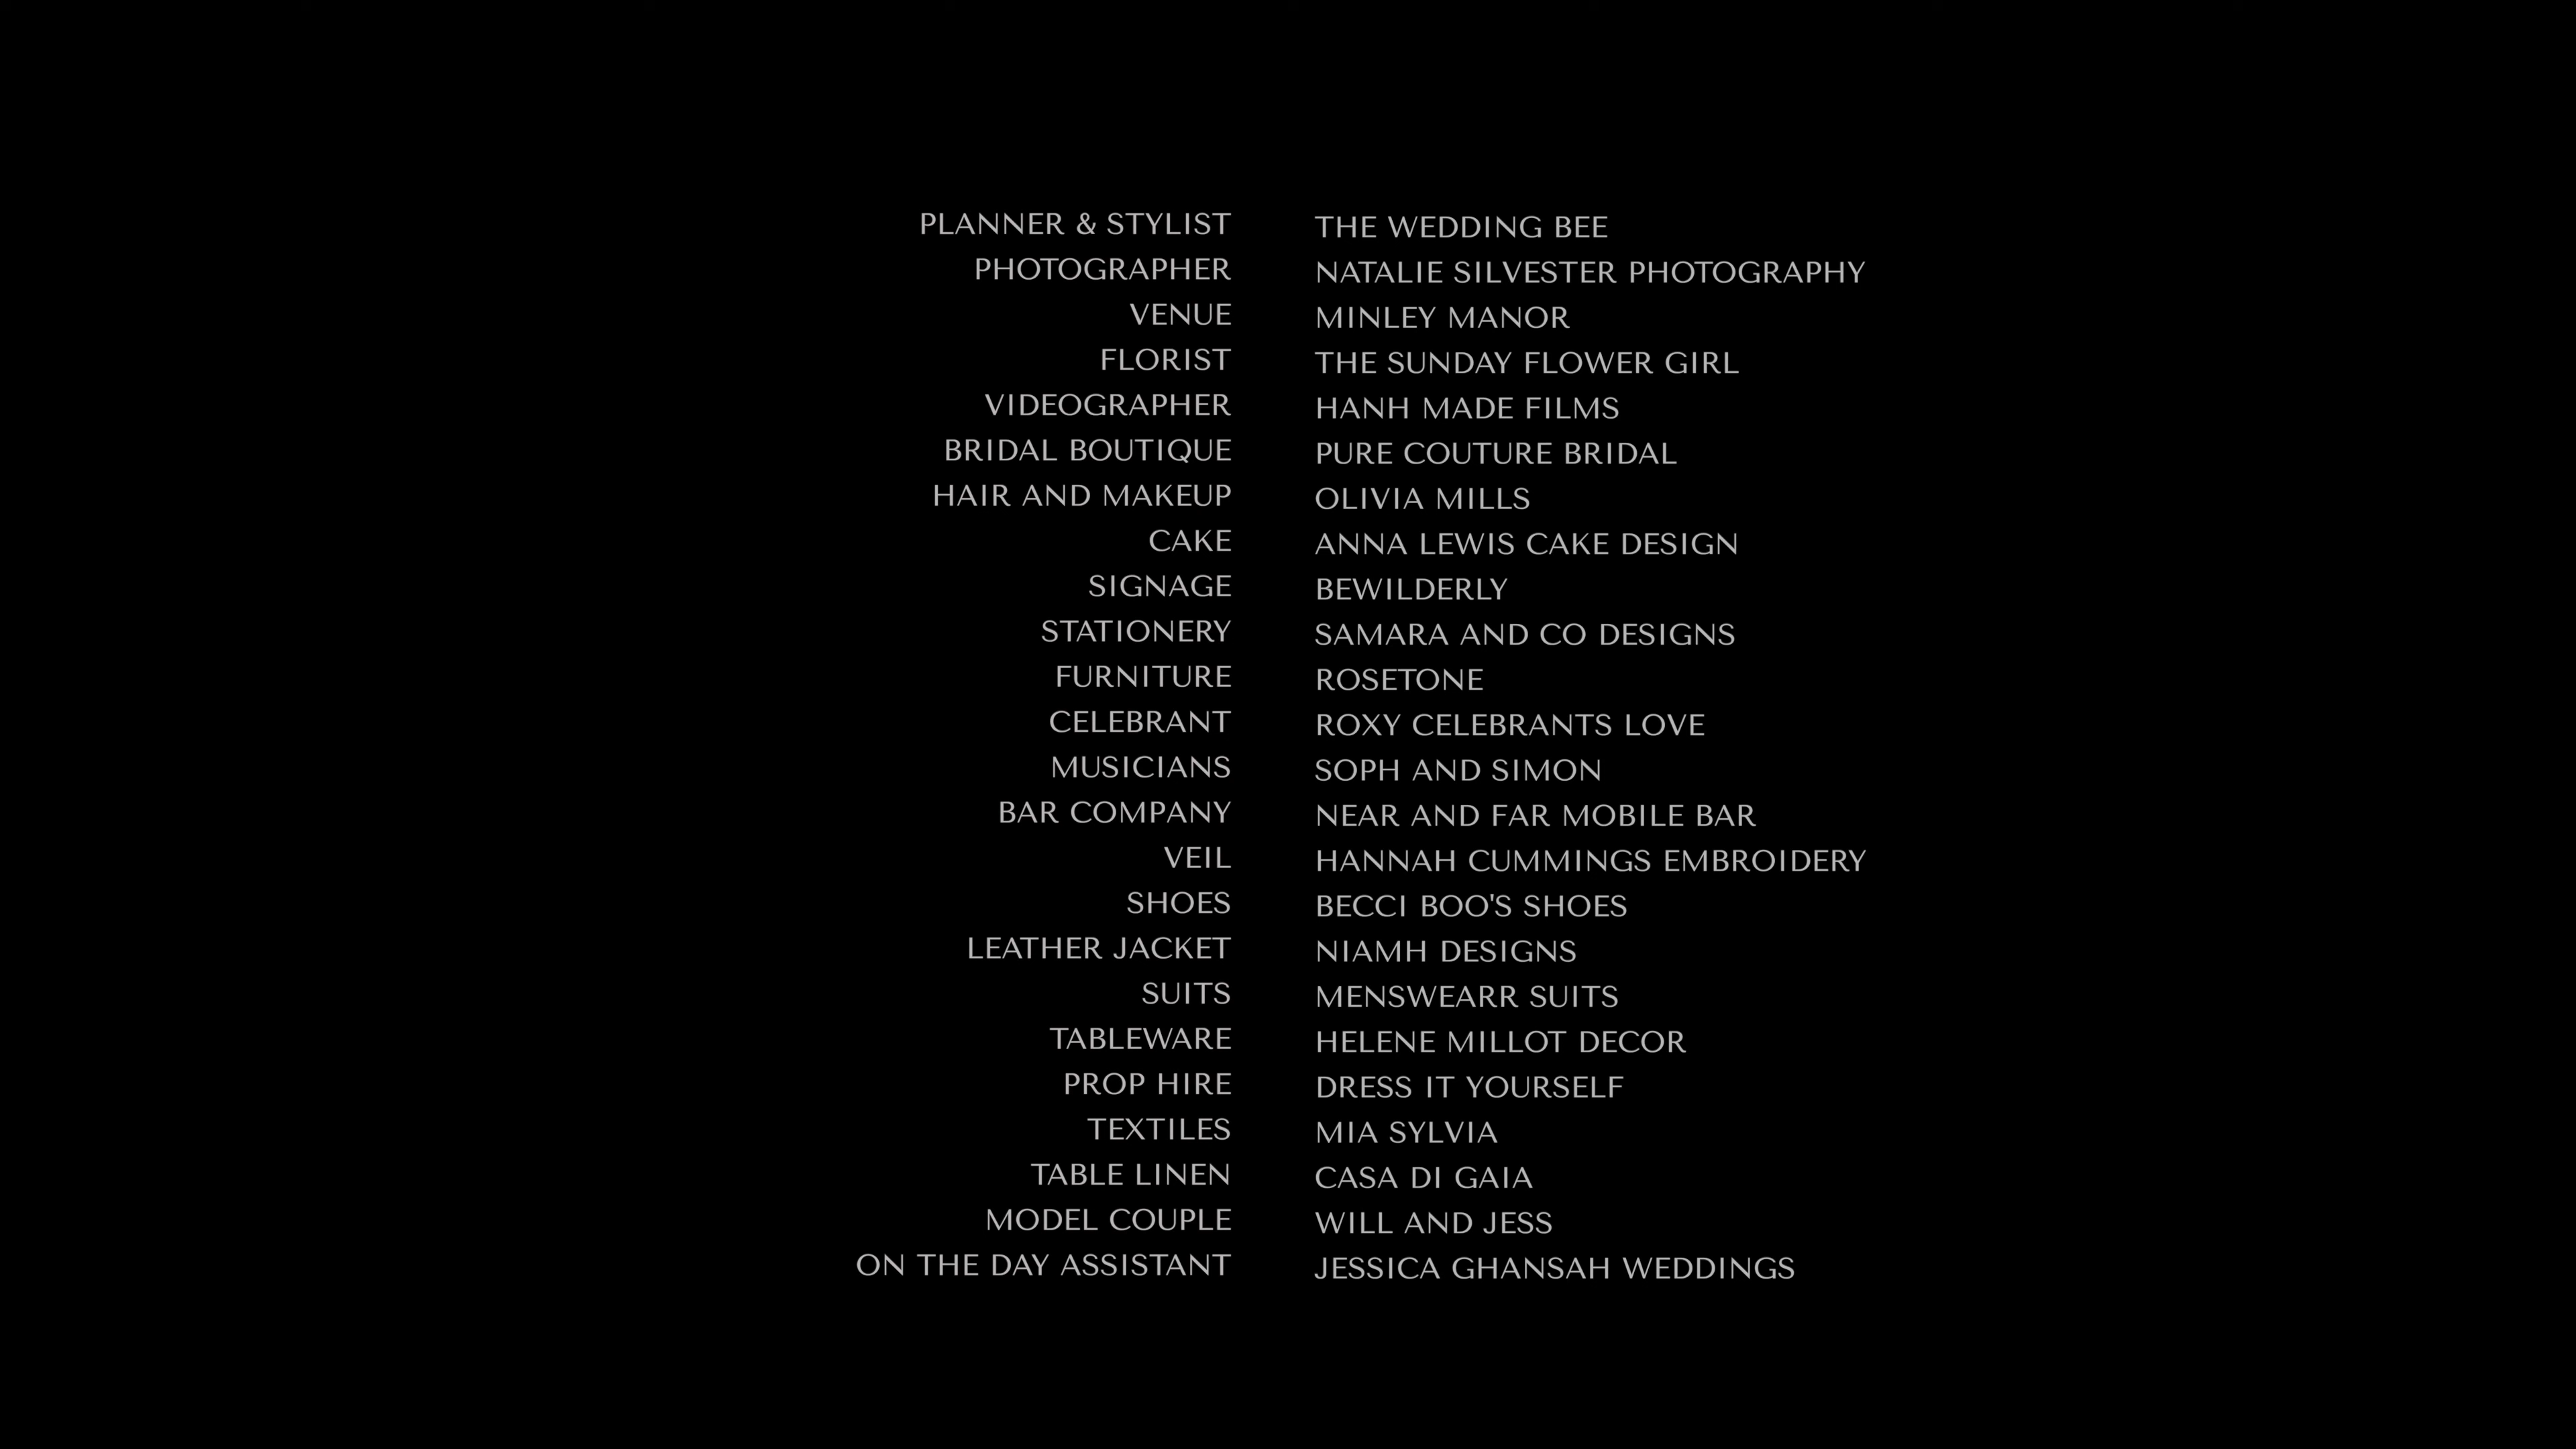 PLANNER & STYLIST THE WEDDING BEE
PHOTOGRAPHER NATALIE SILVESTER PHOTOGRAPHY
VENUE MINLEY MANOR
FLORIST THE SUNDAY FLOWER GIRL
VIDEOGRAPHER HANH MADE FILMS
BRIDAL BOUTIQUE PURE COUTURE BRIDAL
HAIR AND MAKEUP OLIVIA MILLS
CAKE ANNA LEWIS CAKE DESIGN
SIGNAGE BEWILDERLY
STATIONERY SAMARA AND CO DESIGNS
FURNITURE ROSETONE
CELEBRANT ROXY CELEBRANTS LOVE
MUSICIANS SOPH AND SIMON
BAR COMPANY NEAR AND FAR MOBILE BAR
VEIL HANNAH CUMMINGS EMBROIDERY
SHOES BECCI BOO'S SHOES
LEATHER JACKET NIAMH DESIGNS
SUITS MENSWEARR SUITS
TABLEWARE HELENE MILLOT DECOR
PROP HIRE DRESS IT YOURSELF
TEXTILES MIA SYLVIA
TABLE LINEN CASA DI GAIA
MODEL COUPLE WILL AND JESS
ON THE DAY ASSISTANT JESSICA GHANSAH WEDDINGS